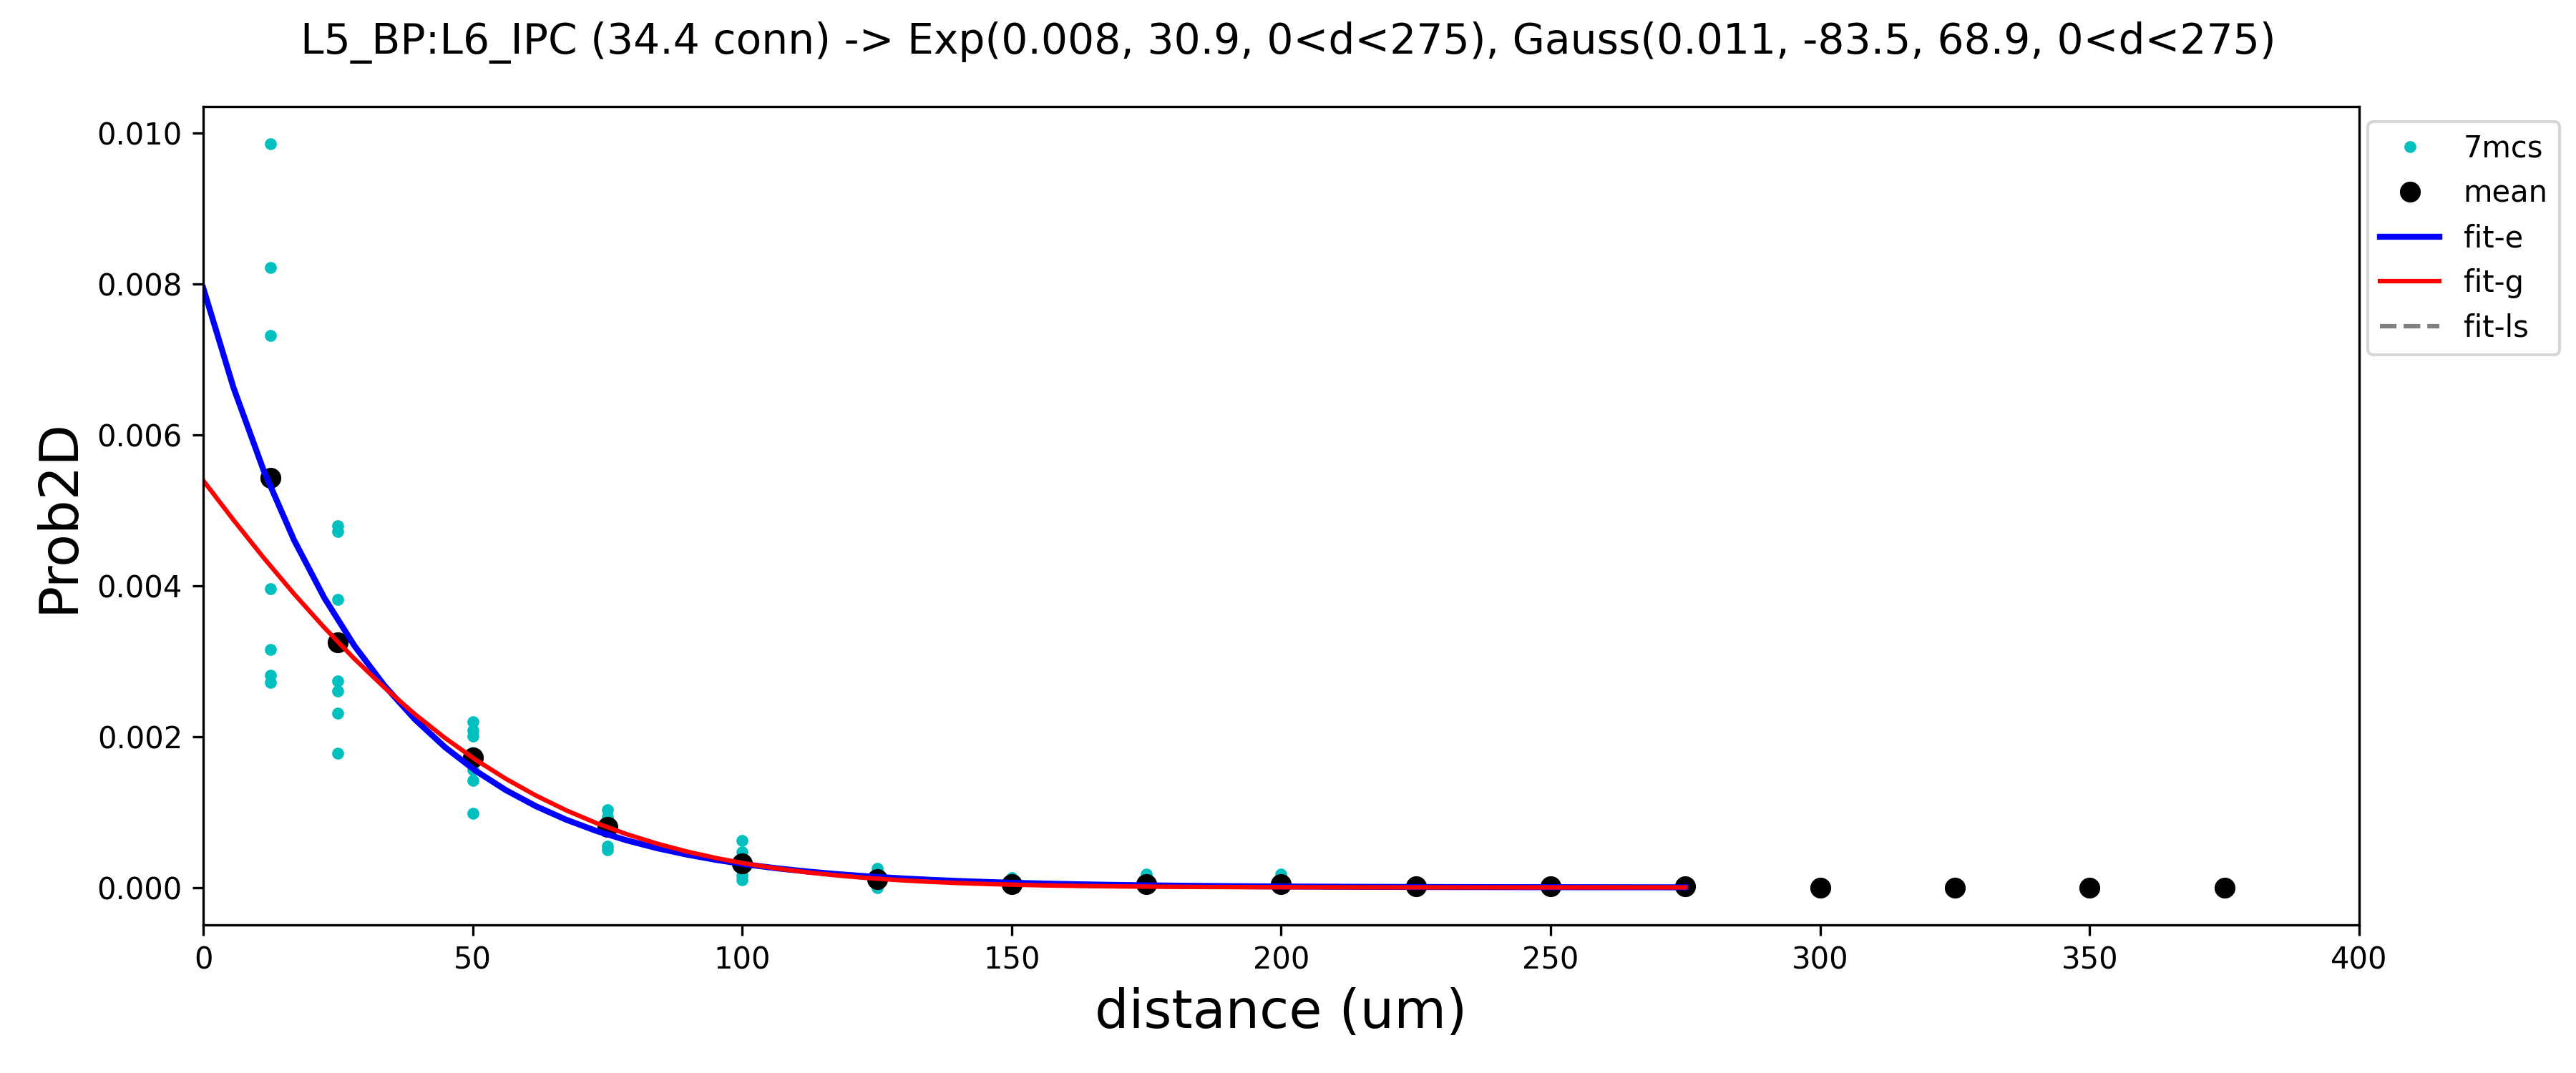 L5_BP:L6_IPC (34.4 conn) -> Exp(0.008, 30.9, 0<d<275), Gauss(0.011, -83.5, 68.9, 0<d<275)
0.010
0.008
0.006
0.004
0.002
0.000
Prob2D
0 50 100 150 200 250 300 350 400
distance (um)
7mcs
mean
fit-e
fit-g
fit-ls